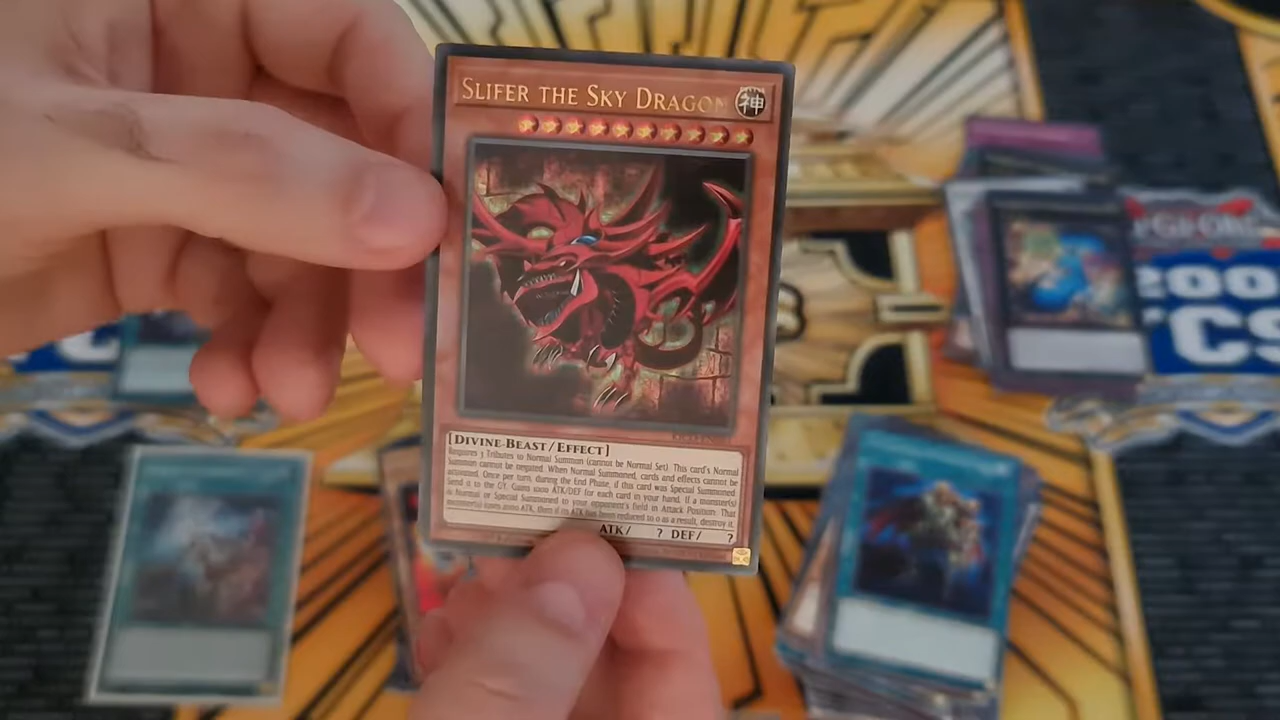 SLIFER THE SKY DRAGON
神
[DIVINE-BEAST/EFFECT]
Requires 3 Tributes to Normal Summon (cannot be Normal Set). This card's Normal
Summon cannot be negated. When Normal Summoned, cards and effects cannot be
activated. Once per turn, during the End Phase, if this card was Special Summoned:
Send it to the GY. Gains 1000 ATK/DEF for each card in your hand. If a monster(s)
is Normal or Special Summoned to your opponent's field in Attack Position: That
monster(s) loses 2000 ATK, then if its ATK has been reduced to 0 as a result, destroy it.
ATK/ ? DEF/ ?